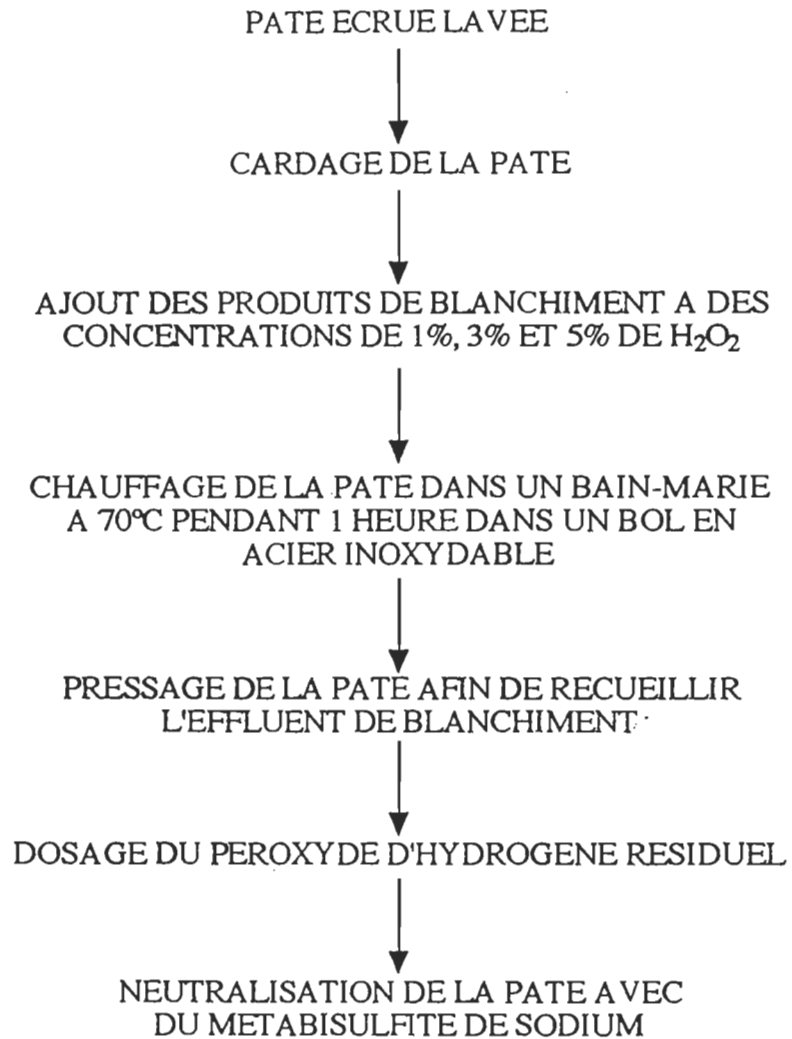 PATE ECRUE LAVEE
CARDAGE DE LA PATE
AJOUT DES PRODUITS DE BLANCHIMENT A DES
CONCENTRATIONS DE 1%, 3% ET 5% DE H₂O₂
CHAUFFAGE DE LA PATE DANS UN BAIN-MARIE
A 70°C PENDANT 1 HEURE DANS UN BOL EN
ACIER INOXYDABLE
PRESSAGE DE LA PATE AFIN DE RECUEILLIR
L'EFFLUENT DE BLANCHIMENT
DOSAGE DU PEROXYDE D'HYDROGENE RESIDUEL
NEUTRALISATION DE LA PATE AVEC
DU METABISULFITE DE SODIUM